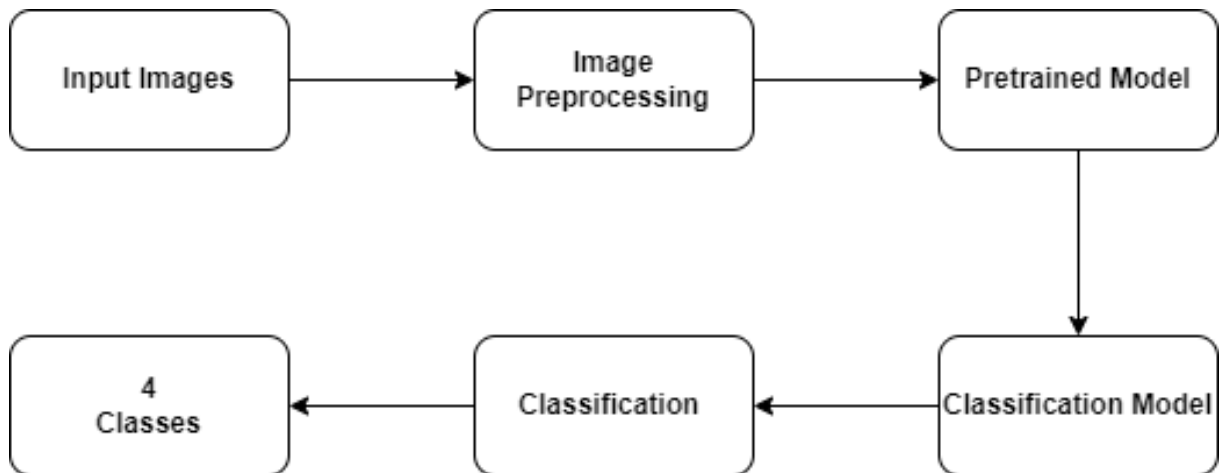 Input Images
Image
Preprocessing
Pretrained Model
4
Classes
Classification
Classification Model